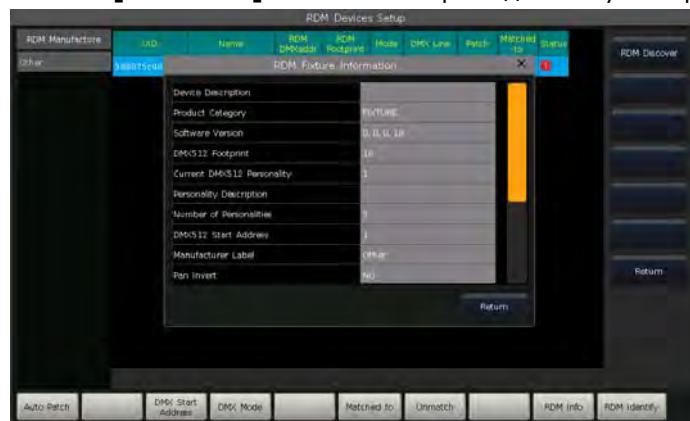 RDM Devices Setup
RDM Manufacture
UID
Name
RDM DMXaddr
RDM Footprint
Mode
DMX Line
Patch
Matched to
Status
RDM Discover
Other
RDM Fixture Information
X
Device Description
Product Category FIXTURE
Software Version 0, 0, 0, 18
DMX512 Footprint
Current DMX512 Personality 1
Personality Description
Number of Personalities
DMX512 Start Address 1
Manufacturer Label Other
Pan Invert NO
Return
Return
Auto Patch
DMX Start Address
DMX Mode
Matched to
Unmatch
RDM Info
RDM Identify